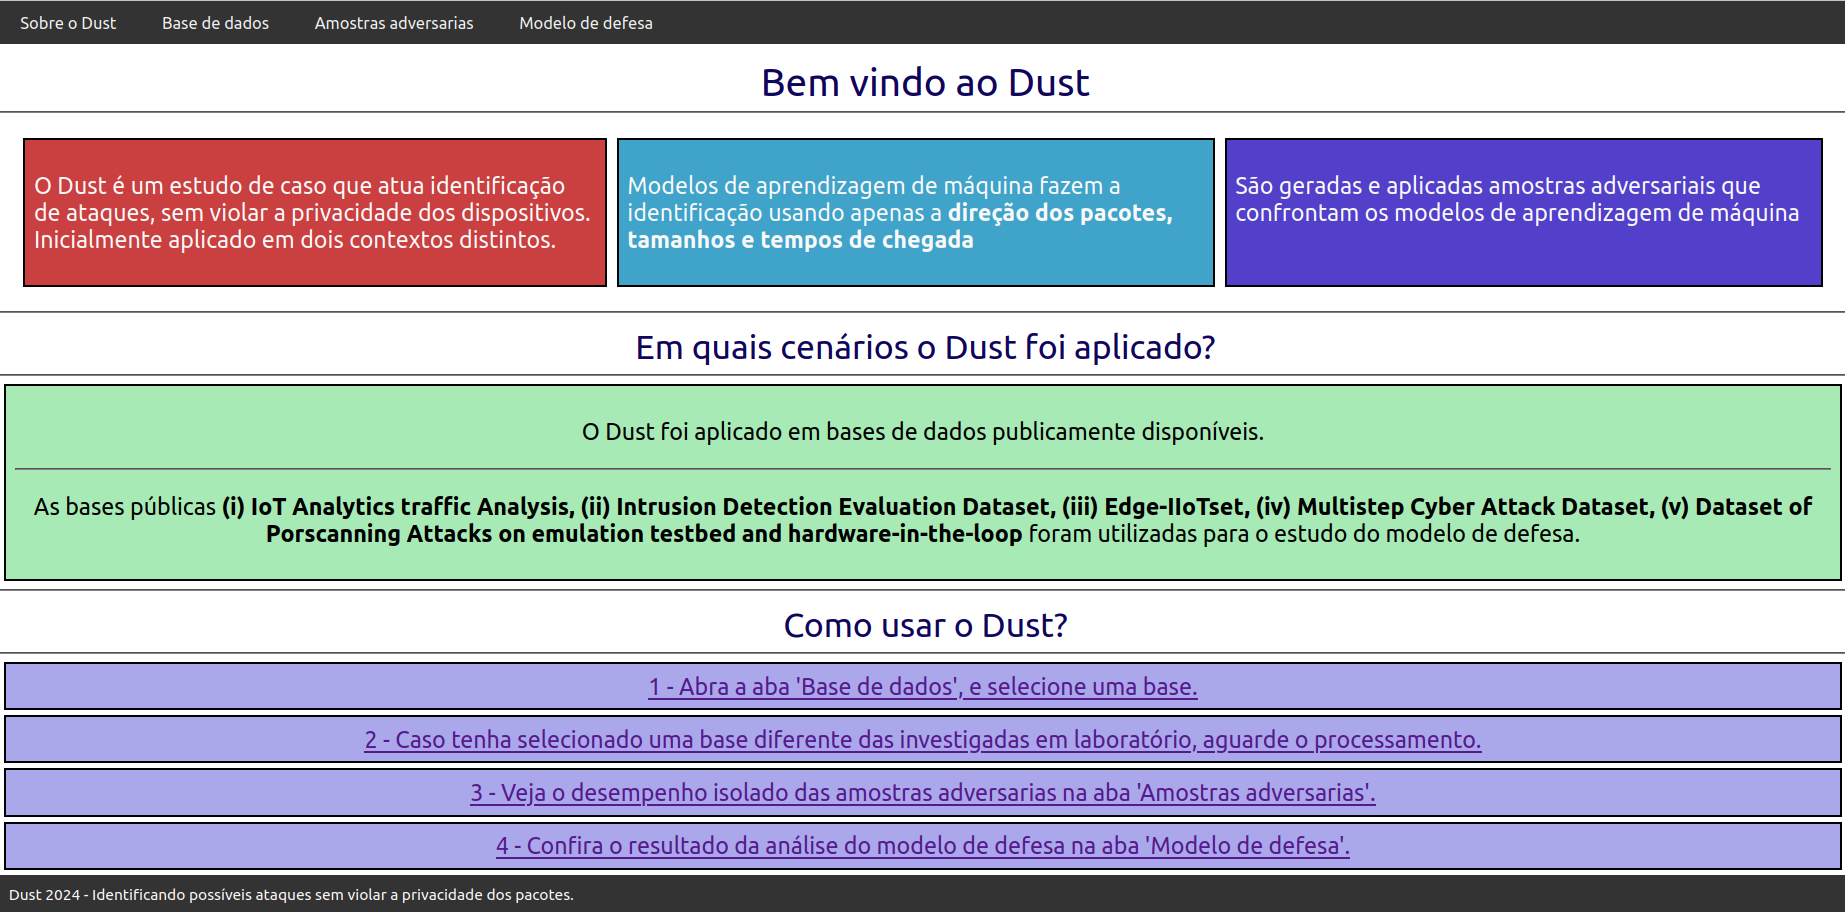 Sobre o Dust Base de dados Amostras adversarias Modelo de defesa
Bem vindo ao Dust
O Dust é um estudo de caso que atua identificação
de ataques, sem violar a privacidade dos dispositivos.
Inicialmente aplicado em dois contextos distintos.
Modelos de aprendizagem de máquina fazem a
identificação usando apenas a direção dos pacotes,
tamanhos e tempos de chegada
São geradas e aplicadas amostras adversariais que
confrontam os modelos de aprendizagem de máquina
Em quais cenários o Dust foi aplicado?
O Dust foi aplicado em bases de dados publicamente disponíveis.
As bases públicas (i) IoT Analytics traffic Analysis, (ii) Intrusion Detection Evaluation Dataset, (iii) Edge-IIoTset, (iv) Multistep Cyber Attack Dataset, (v) Dataset of
Porscanning Attacks on emulation testbed and hardware-in-the-loop foram utilizadas para o estudo do modelo de defesa.
Como usar o Dust?
1 - Abra a aba 'Base de dados', e selecione uma base.
2 - Caso tenha selecionado uma base diferente das investigadas em laboratório, aguarde o processamento.
3 - Veja o desempenho isolado das amostras adversarias na aba 'Amostras adversarias'.
4 - Confira o resultado da análise do modelo de defesa na aba 'Modelo de defesa'.
Dust 2024 - Identificando possíveis ataques sem violar a privacidade dos pacotes.